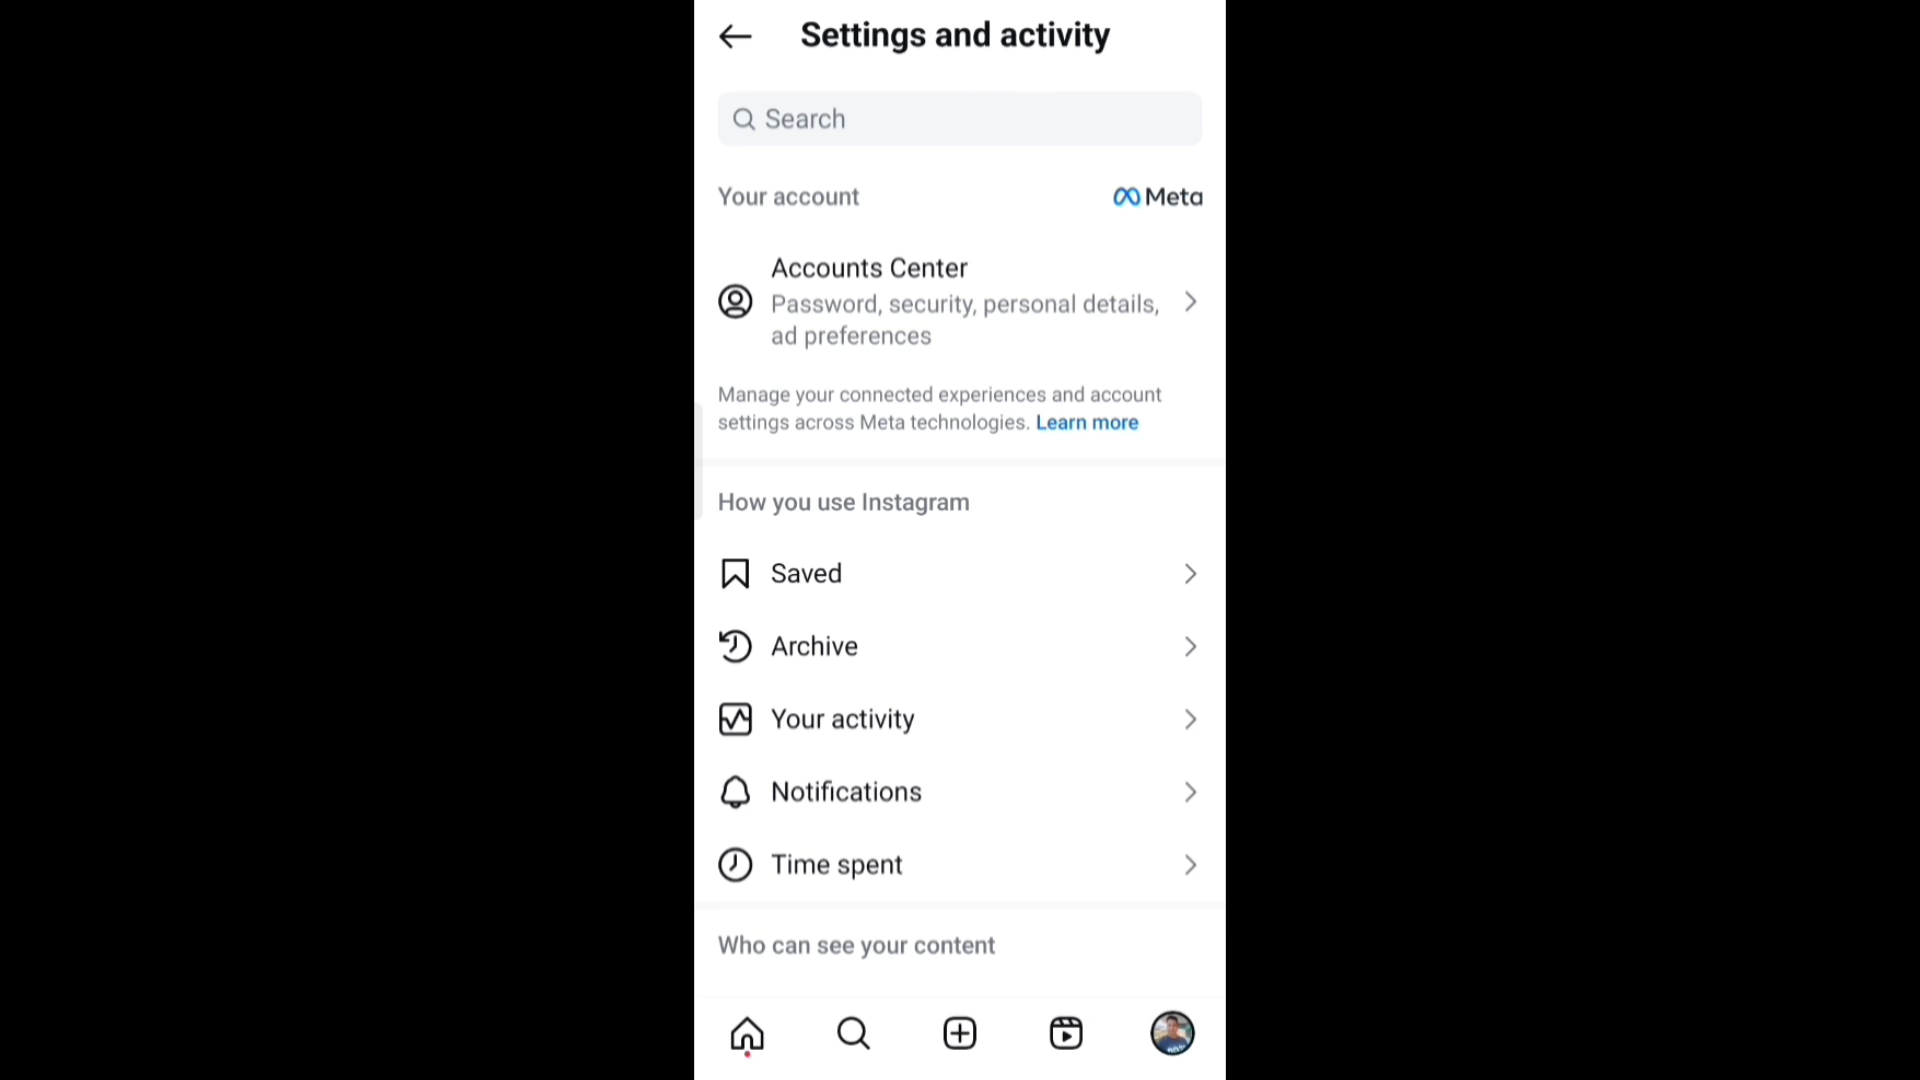 Settings and activity
Search
Your account
Meta
Accounts Center
Password, security, personal details,
ad preferences
Manage your connected experiences and account
settings across Meta technologies. Learn more
How you use Instagram
Saved
Archive
Your activity
Notifications
Time spent
Who can see your content